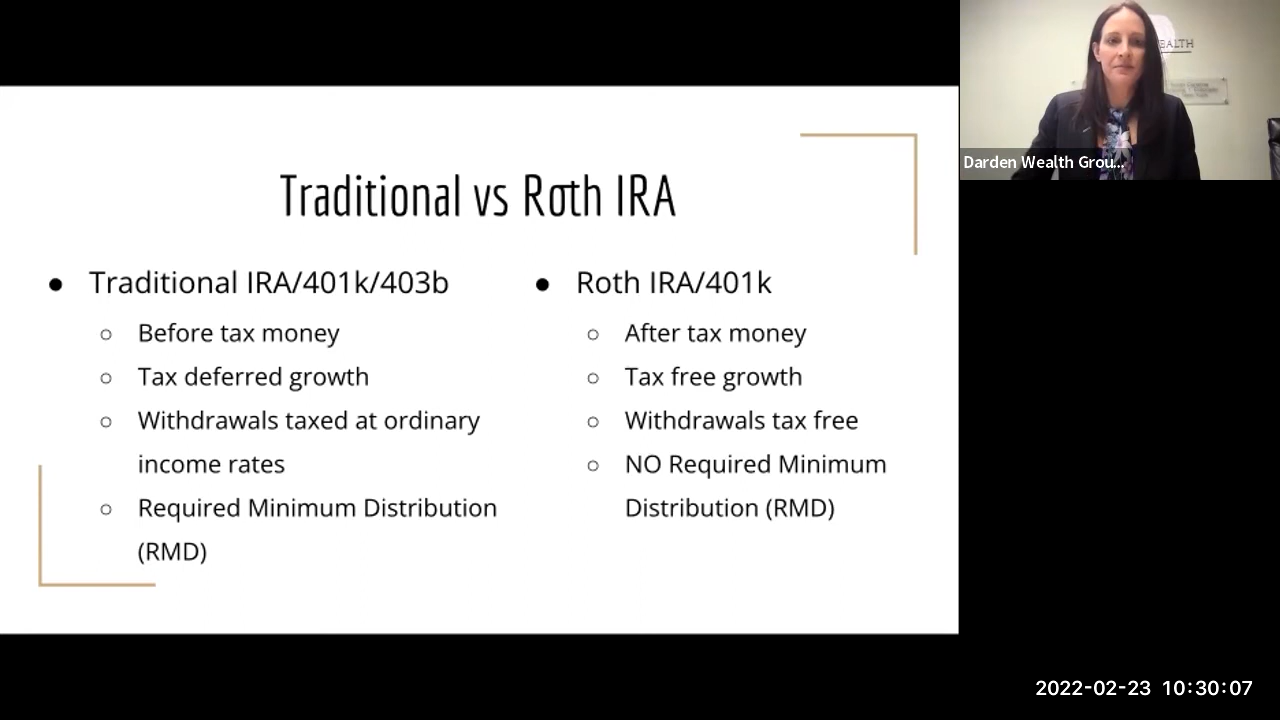 Traditional vs Roth IRA
● Traditional IRA/401k/403b
○ Before tax money
○ Tax deferred growth
○ Withdrawals taxed at ordinary
income rates
○ Required Minimum Distribution
(RMD)
● Roth IRA/401k
○ After tax money
○ Tax free growth
○ Withdrawals tax free
○ NO Required Minimum
Distribution (RMD)
EALTH
Darden Wealth Grou...
2022-02-23 10:30:07